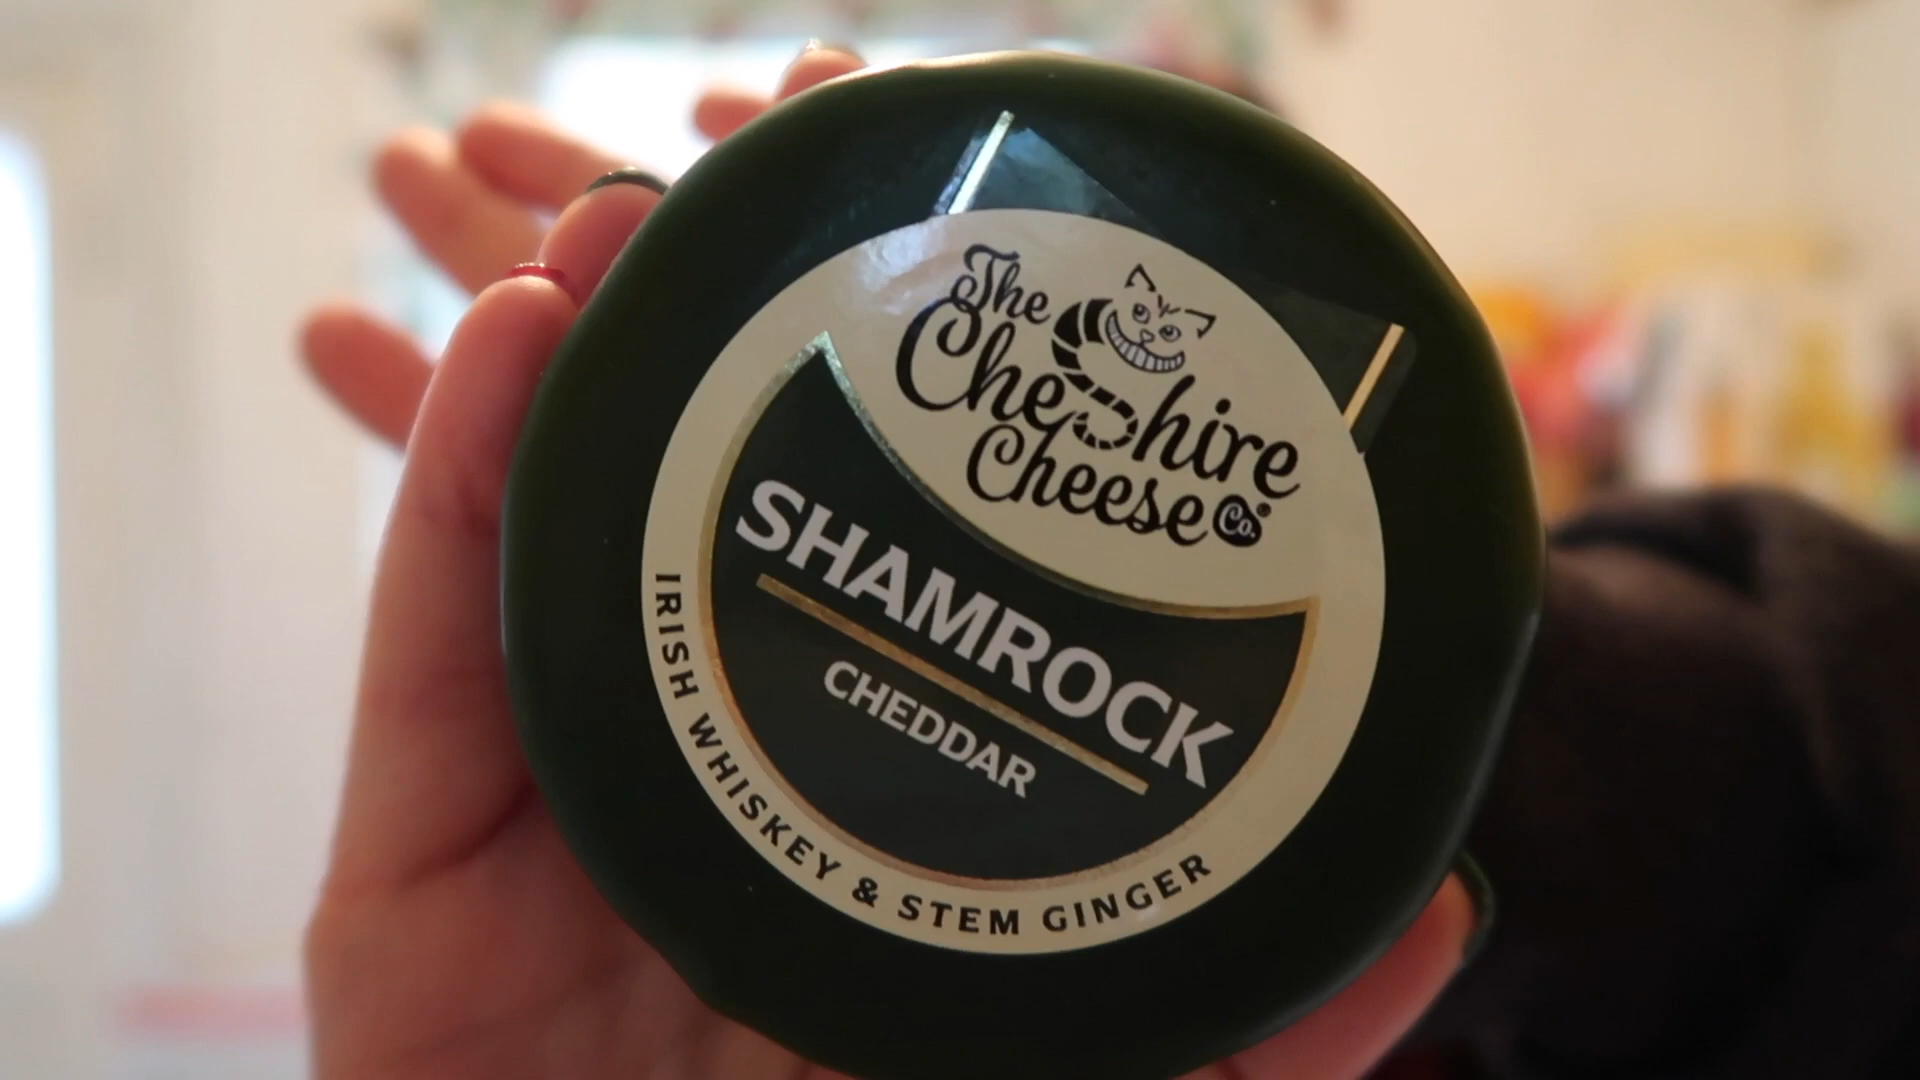 The
Cheshire
Cheese Co.®
SHAMROCK
CHEDDAR
IRISH WHISKEY & STEM GINGER